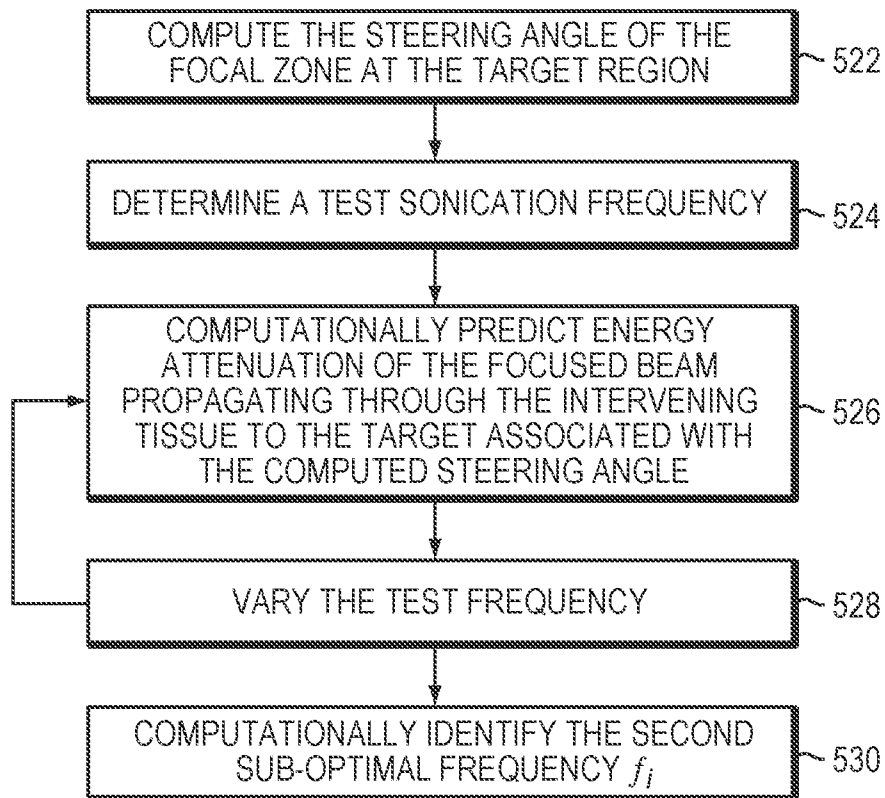 COMPUTE THE STEERING ANGLE OF THE
FOCAL ZONE AT THE TARGET REGION
522
DETERMINE A TEST SONICATION FREQUENCY
524
COMPUTATIONALLY PREDICT ENERGY
ATTENUATION OF THE FOCUSED BEAM
PROPAGATING THROUGH THE INTERVENING
TISSUE TO THE TARGET ASSOCIATED WITH
THE COMPUTED STEERING ANGLE
526
VARY THE TEST FREQUENCY
528
COMPUTATIONALLY IDENTIFY THE SECOND
SUB-OPTIMAL FREQUENCY fi
530